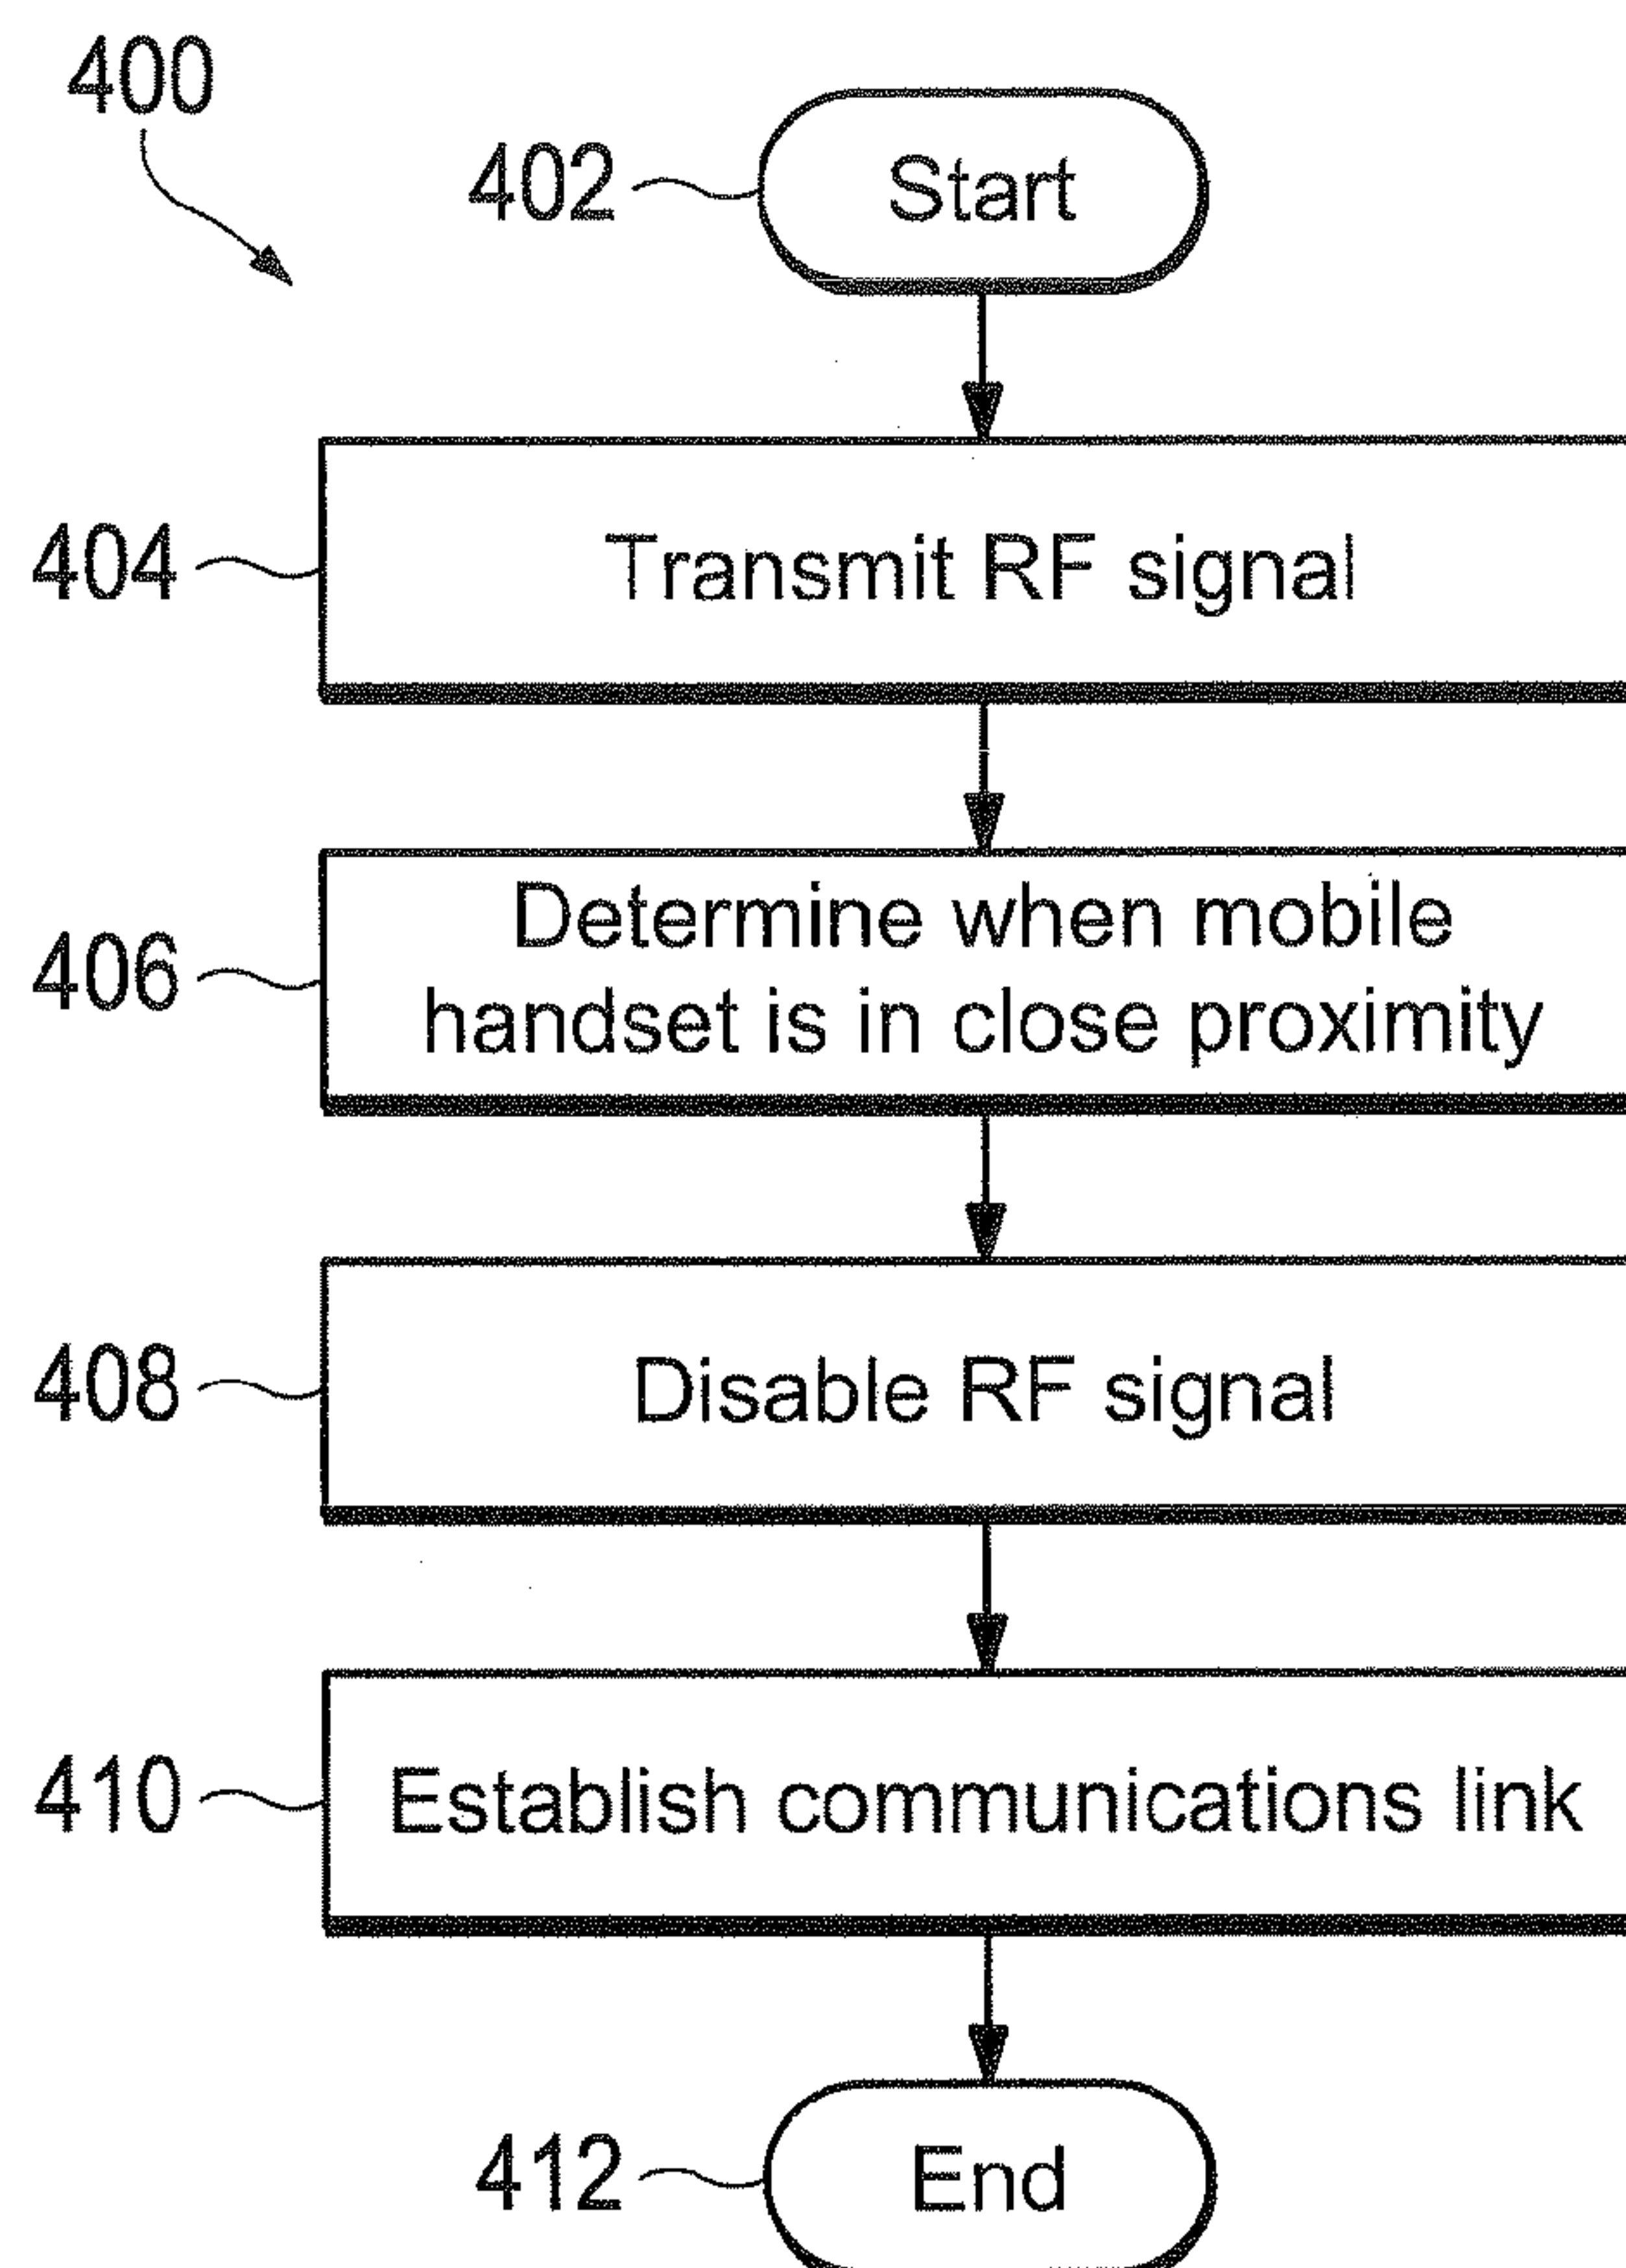 400
402 Start
404 Transmit RF signal
406 Determine when mobile
handset is in close proximity
408 Disable RF signal
410 Establish communications link
412 End